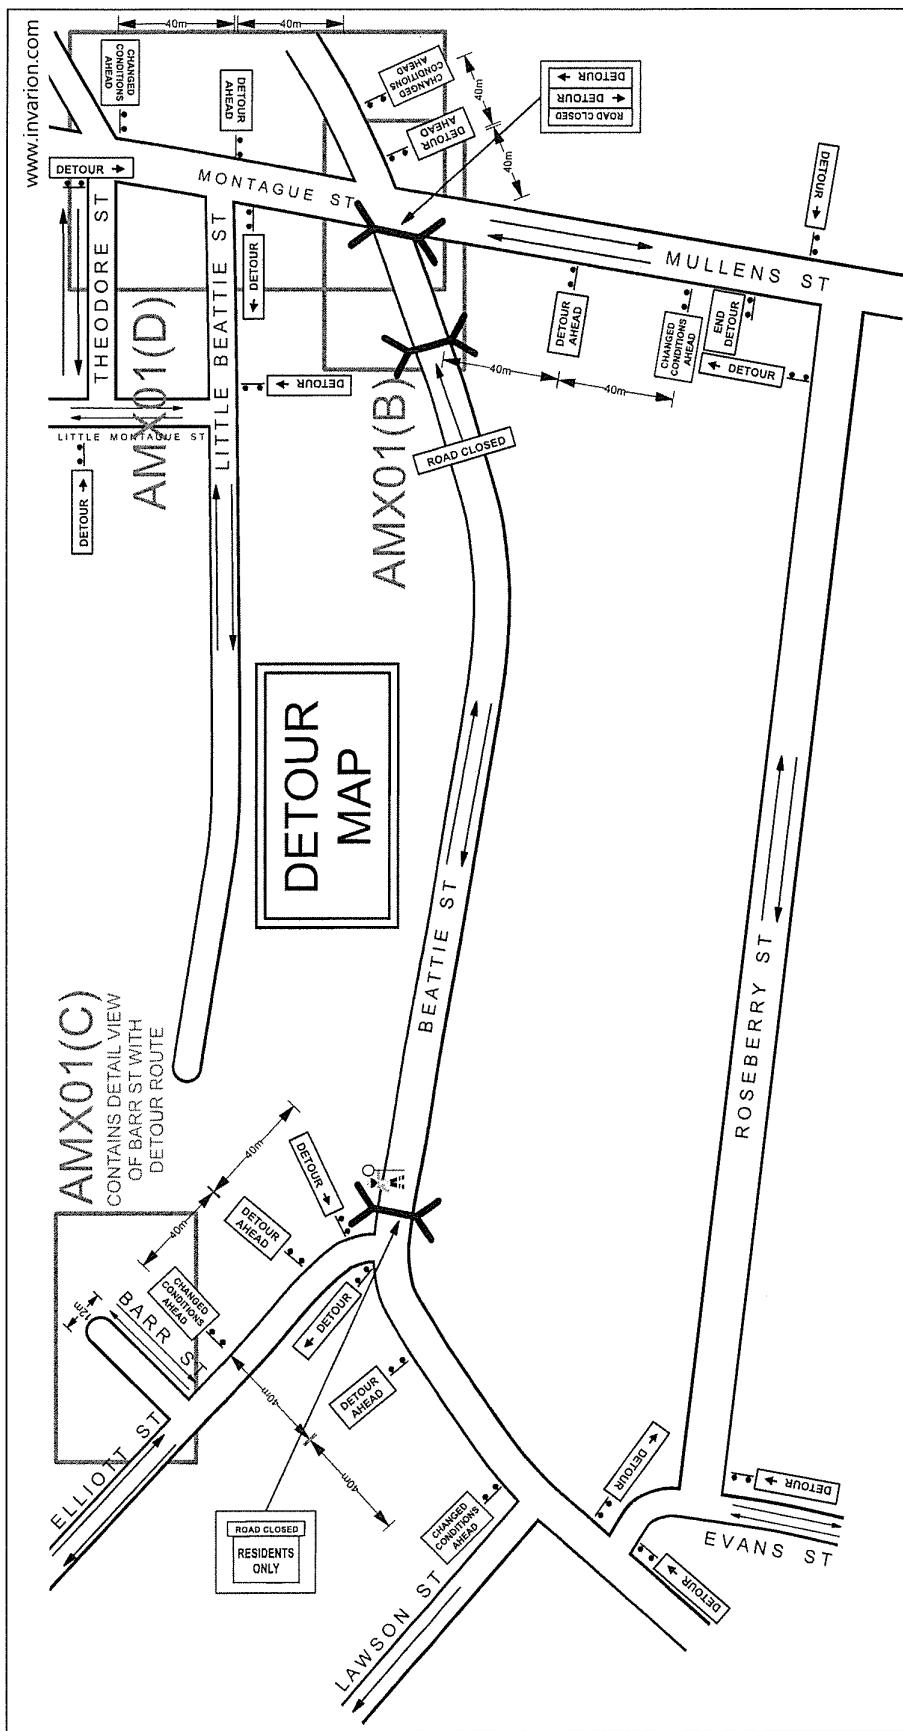 www.invarion.com
40m
40m
CHANGED
CONDITIONS
AHEAD
DETOUR
AHEAD
CHANGED
CONDITIONS
AHEAD
DETOUR
AHEAD
40m
40m
DETOUR
DETOUR
ROAD CLOSED
DETOUR
MONTAGUE ST
THEODORE ST
LITTLE BEATTIE ST
DETOUR
DETOUR
MULLENS ST
DETOUR
AHEAD
CHANGED
CONDITIONS
AHEAD
END
DETOUR
DETOUR
DETOUR
40m
40m
AMX01(D)
AMX01(B)
LITTLE MONTAGUE ST
DETOUR
ROAD CLOSED
DETOUR
MAP
BEATTIE ST
ROSEBERRY ST
AMX01(C)
CONTAINS DETAIL VIEW
OF BARR ST WITH
DETOUR ROUTE
40m
40m
DETOUR
DETOUR
AHEAD
CHANGED
CONDITIONS
AHEAD
12m
BARR ST
DETOUR
ELLIOTT ST
40m
40m
DETOUR
AHEAD
CHANGED
CONDITIONS
AHEAD
ROAD CLOSED
RESIDENTS
ONLY
LAWSON ST
DETOUR
DETOUR
DETOUR
EVANS ST